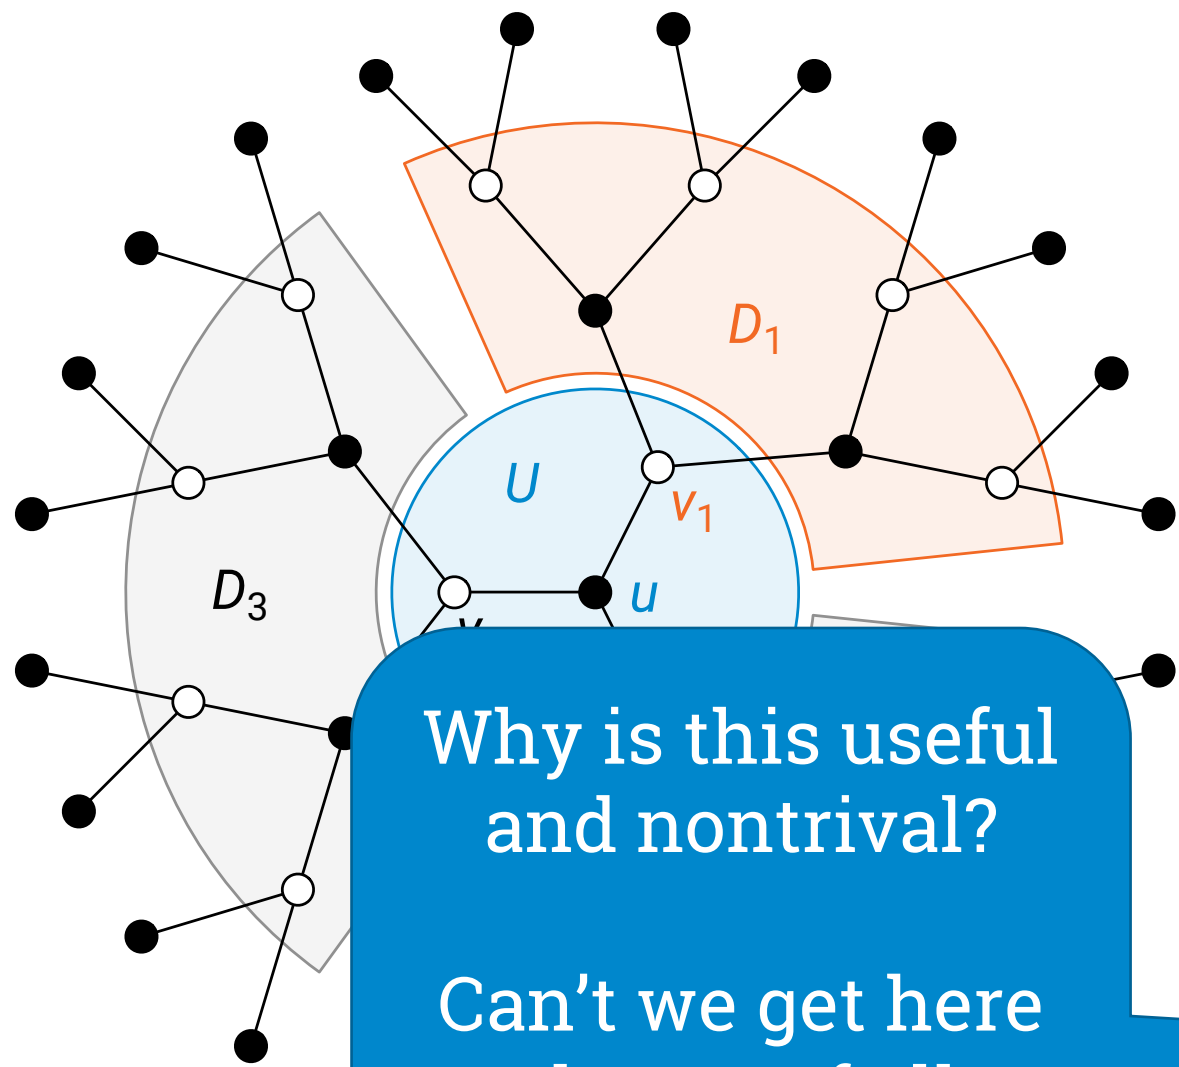 D1
U
v1
D3
u
Why is this useful
and nontrival?
Can’t we get here